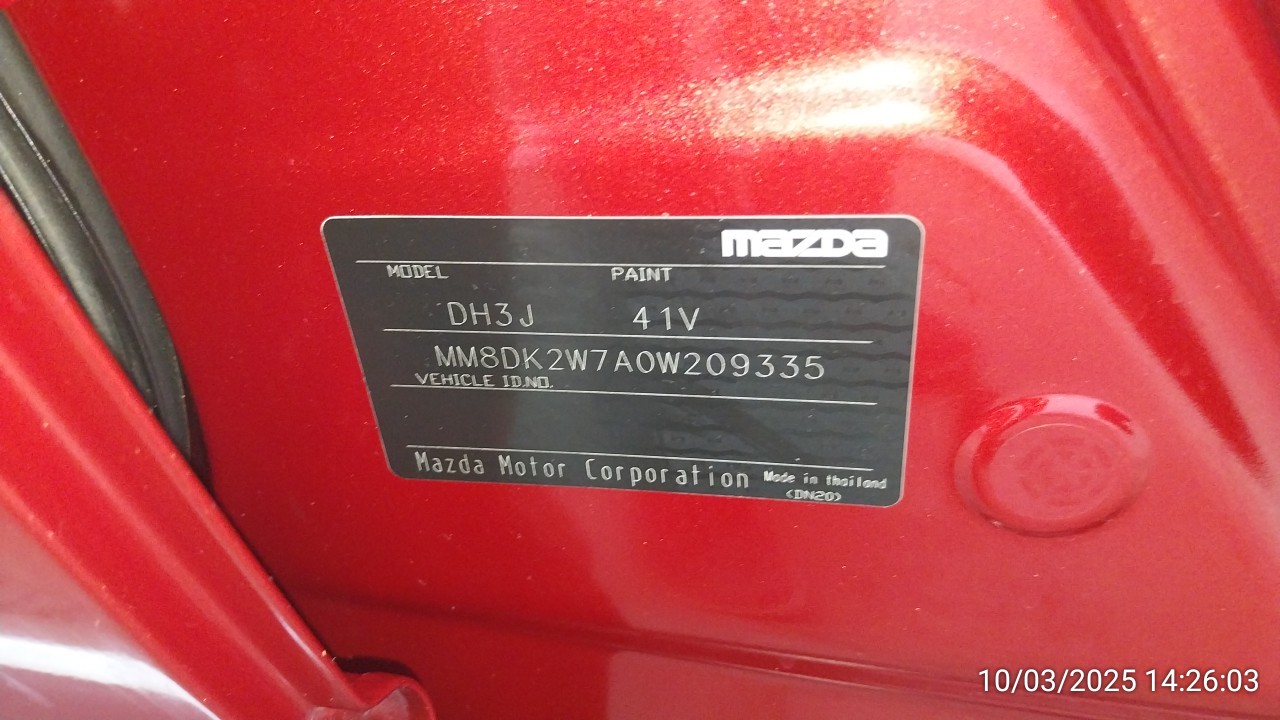 mazda
MODEL PAINT
DH3J 41V
MM8DK2W7A0W209335
VEHICLE ID.NO.
Mazda Motor Corporation Made in thailand
<DN20>
10/03/2025 14:26:03